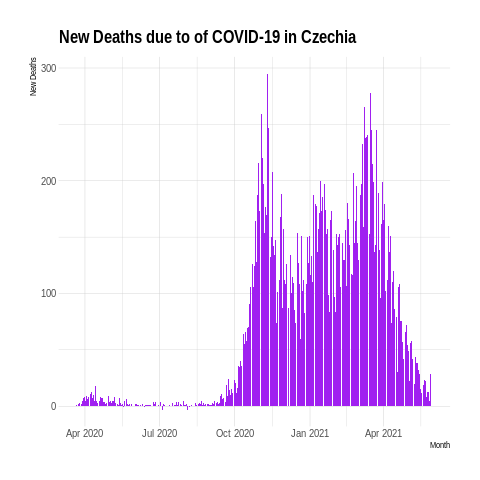 New Deaths due to of COVID-19 in Czechia
New Deaths
300
200
100
0
Apr 2020 Jul 2020 Oct 2020 Jan 2021 Apr 2021
Month